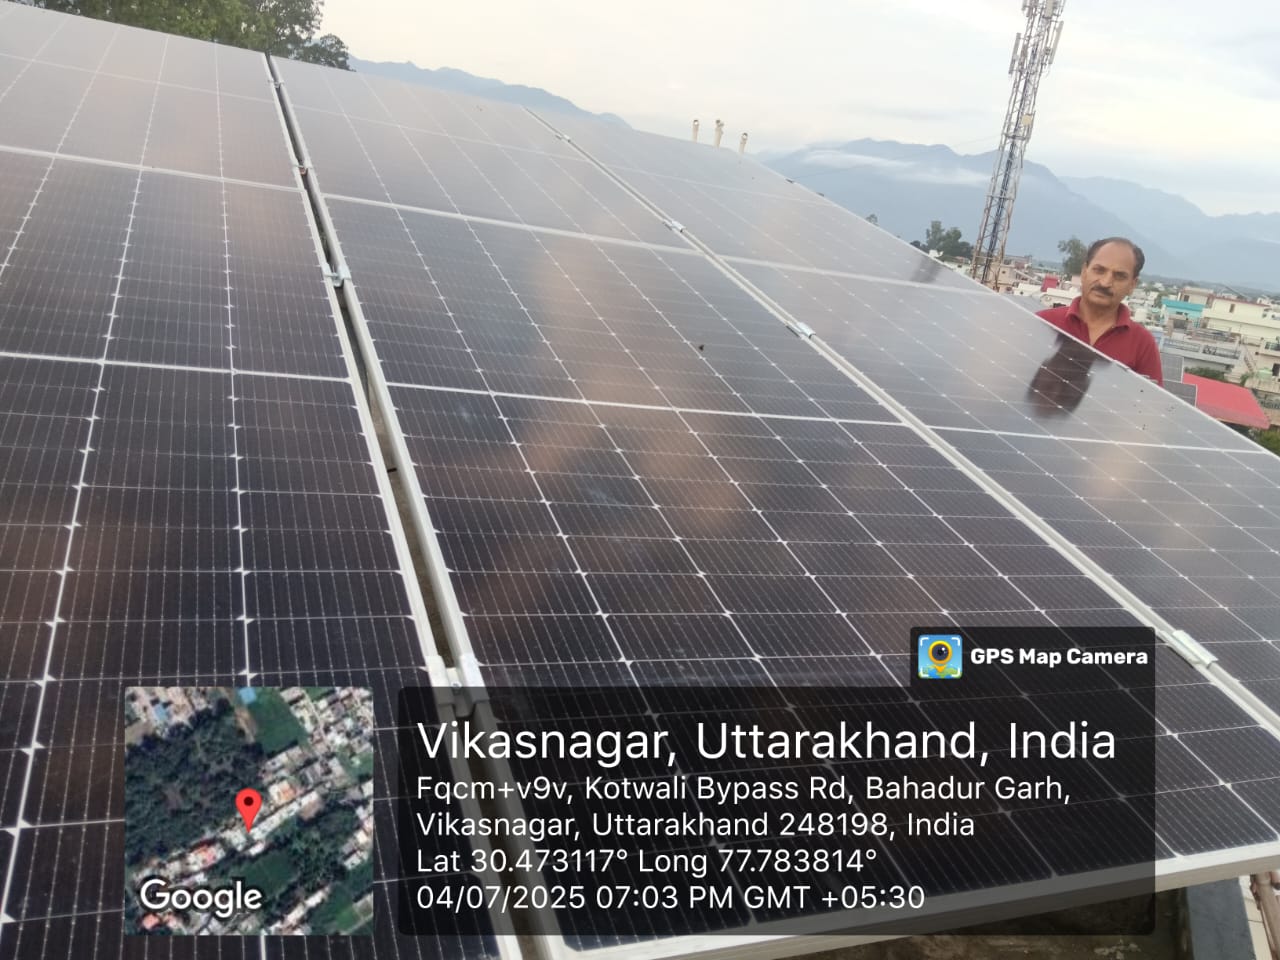 GPS Map Camera
Vikasnagar, Uttarakhand, India
Fqcm+v9v, Kotwali Bypass Rd, Bahadur Garh,
Vikasnagar, Uttarakhand 248198, India
Lat 30.473117° Long 77.783814°
04/07/2025 07:03 PM GMT +05:30
Google